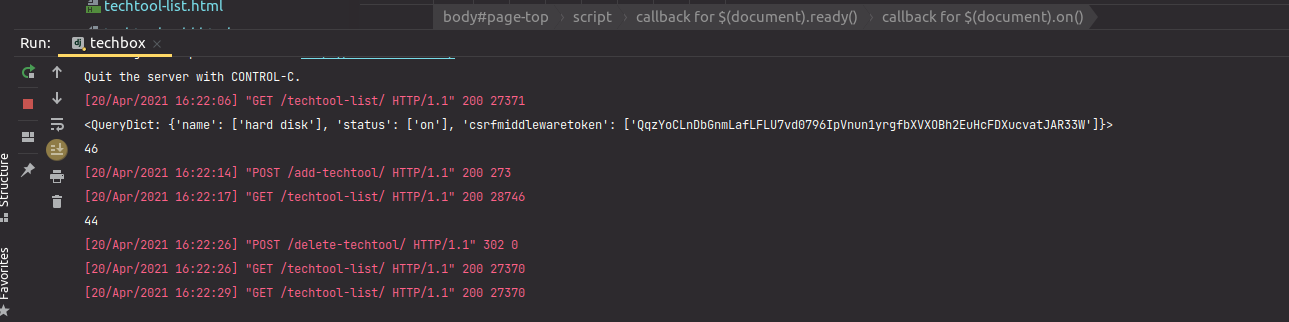 techtool-list.html
body#page-top > script > callback for $(document).ready() > callback for $(document).on()
Run: techbox ×
Quit the server with CONTROL-C.
[20/Apr/2021 16:22:06] "GET /techtool-list/ HTTP/1.1" 200 27371
<QueryDict: {'name': ['hard disk'], 'status': ['on'], 'csrfmiddlewaretoken': ['QqzYoCLnDbGnmLafLFLU7vd0796IpVnun1yrgfbXVXOBh2EuHcFDXucvatJAR33W']}>
46
[20/Apr/2021 16:22:14] "POST /add-techtool/ HTTP/1.1" 200 273
[20/Apr/2021 16:22:17] "GET /techtool-list/ HTTP/1.1" 200 28746
44
[20/Apr/2021 16:22:26] "POST /delete-techtool/ HTTP/1.1" 302 0
[20/Apr/2021 16:22:26] "GET /techtool-list/ HTTP/1.1" 200 27370
[20/Apr/2021 16:22:29] "GET /techtool-list/ HTTP/1.1" 200 27370
Structure
Favorites